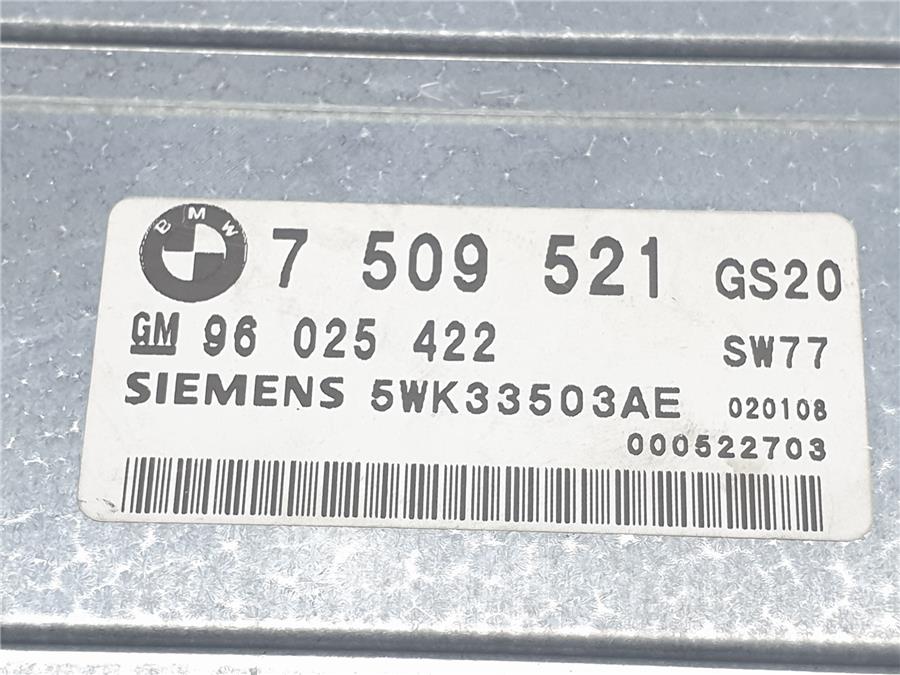 BMW 7 509 521 GS20
GM 96 025 422 SW77
SIEMENS 5WK33503AE 020108
000522703